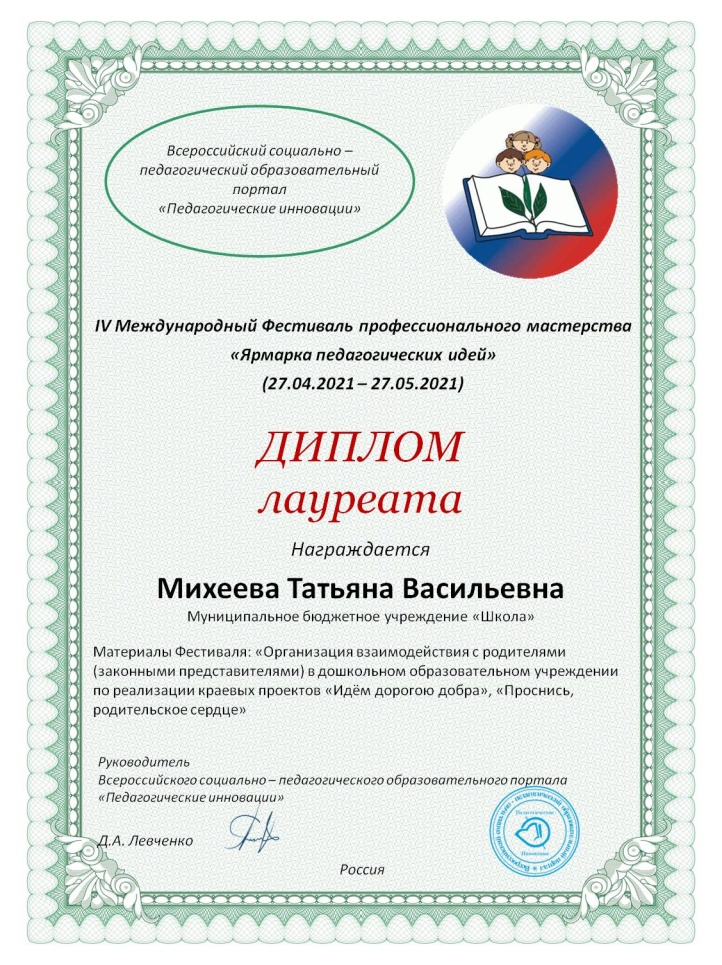 Всероссийский социально –
педагогический образовательный
портал
«Педагогические инновации»
IV Международный Фестиваль профессионального мастерства
«Ярмарка педагогических идей»
(27.04.2021 – 27.05.2021)
ДИПЛОМ
лауреата
Награждается
Михеева Татьяна Васильевна
Муниципальное бюджетное учреждение «Школа»
Материалы Фестиваля: «Организация взаимодействия с родителями
(законными представителями) в дошкольном образовательном учреждении
по реализации краевых проектов «Идём дорогою добра», «Проснись,
родительское сердце»
Руководитель
Всероссийского социально – педагогического образовательного портала
«Педагогические инновации»
Д.А. Левченко
Россия